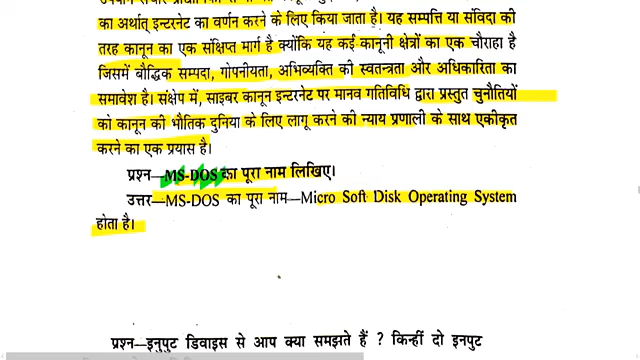 का अर्थात् इन्टरनेट का वर्णन करने के लिए किया जाता है। यह सम्पत्ति या संविदा की
तरह कानून का एक संक्षिप्त मार्ग है क्योंकि यह कई कानूनी क्षेत्रों का एक चौराहा है
जिसमें बौद्धिक सम्पदा, गोपनीयता, अभिव्यक्ति की स्वतन्त्रता और अधिकारिता का
समावेश है। संक्षेप में, साइबर कानून इन्टरनेट पर मानव गतिविधि द्वारा प्रस्तुत चुनौतियों
को कानून की भौतिक दुनिया के लिए लागू करने की न्याय प्रणाली के साथ एकीकृत
करने का एक प्रयास है।
प्रश्न—MS-DOS का पूरा नाम लिखिए।
उत्तर—MS-DOS का पूरा नाम—Micro Soft Disk Operating System
होता है।
प्रश्न—इनुपुट डिवाइस से आप क्या समझते हैं ? किन्हीं दो इनपुट